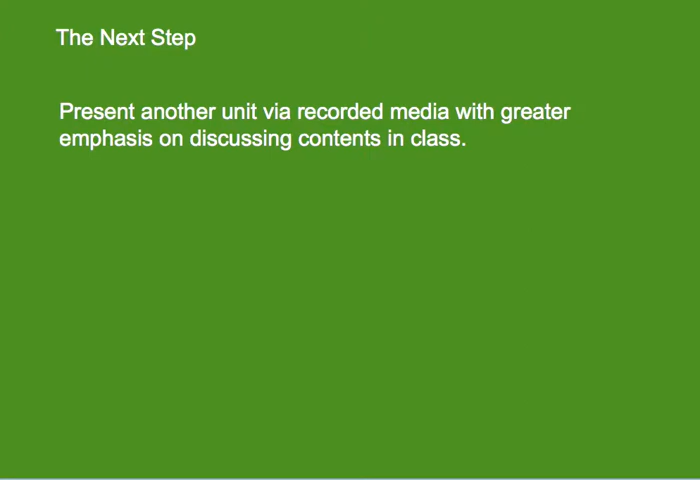 The Next Step
Present another unit via recorded media with greater
emphasis on discussing contents in class.